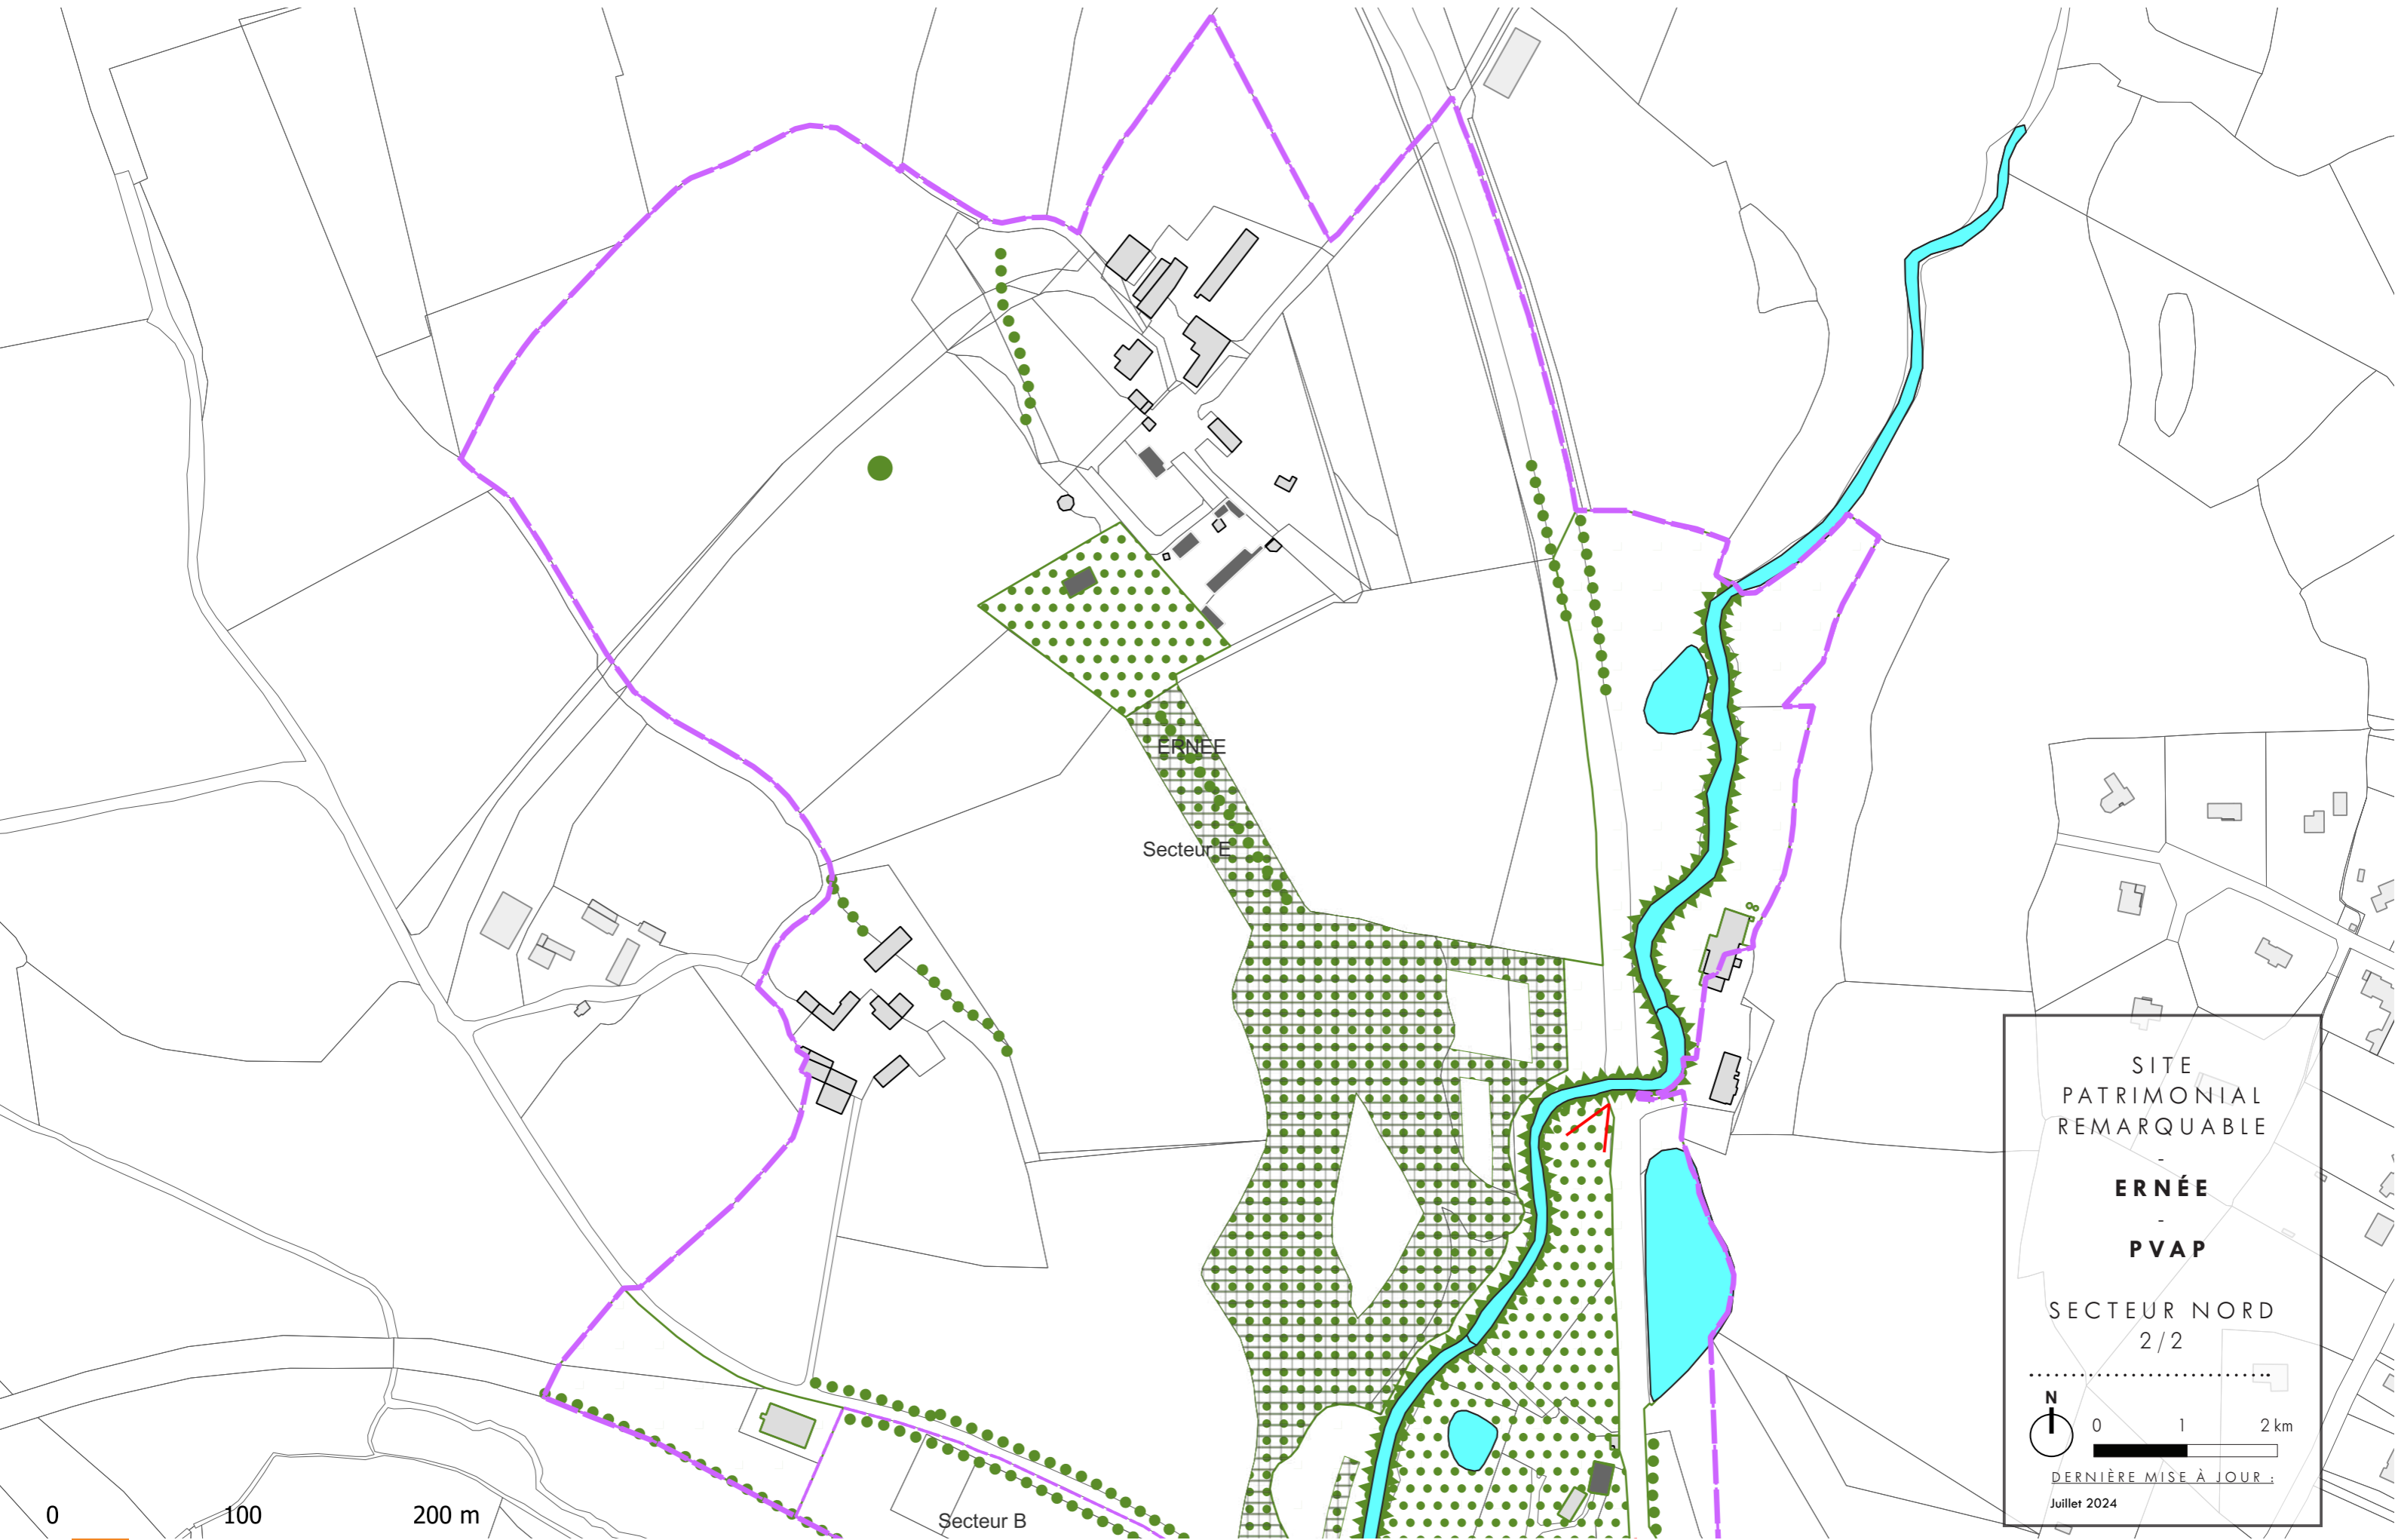 ERNEE
Secteur E
SITE
PATRIMONIAL
REMARQUABLE
-
ERNÉE
-
PVAP
SECTEUR NORD
2/2
N
0 1 2 km
DERNIÈRE MISE À JOUR :
Juillet 2024
0 100 200 m
Secteur B